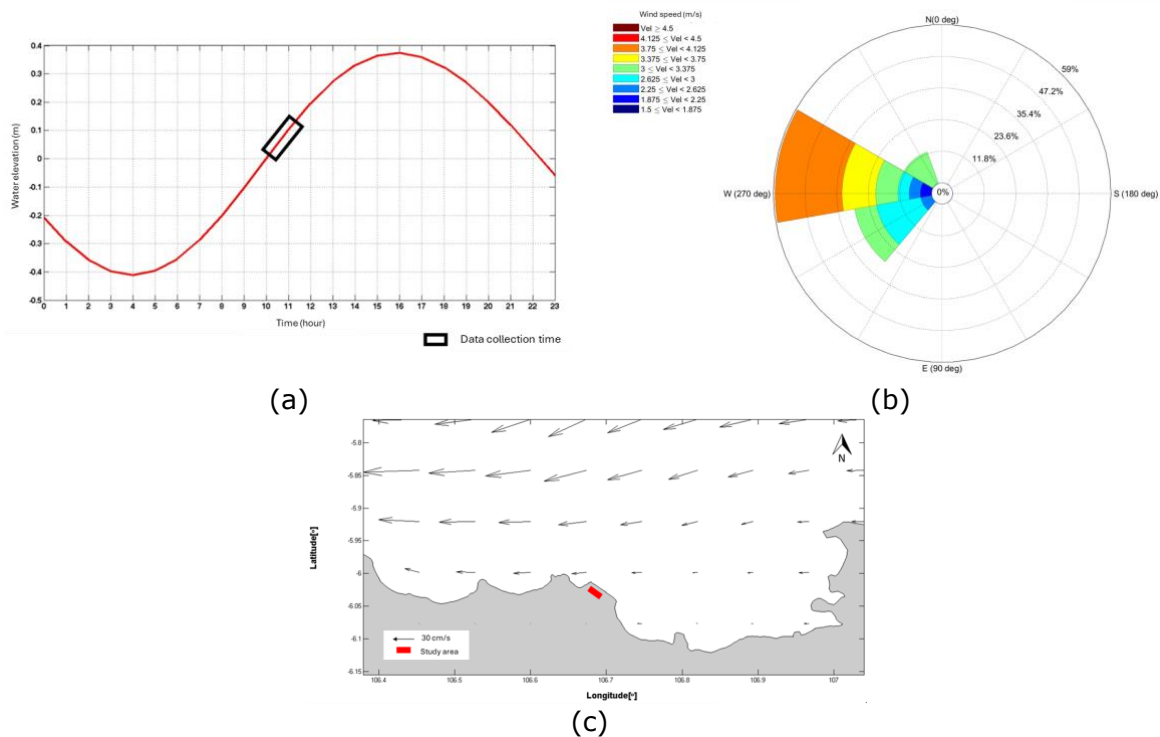 0.4
0.3
0.2
0.1
0
-0.1
-0.2
-0.3
-0.4
-0.5
Water elevation (m)
0 1 2 3 4 5 6 7 8 9 10 11 12 13 14 15 16 17 18 19 20 21 22 23
Time (hour)
Data collection time
(a)
Wind speed (m/s)
Vel ≥ 4.5
4.125 ≤ Vel < 4.5
3.75 ≤ Vel < 4.125
3.375 ≤ Vel < 3.75
3 ≤ Vel < 3.375
2.625 ≤ Vel < 3
2.25 ≤ Vel < 2.625
1.875 ≤ Vel < 2.25
1.5 ≤ Vel < 1.875
N(0 deg)
59%
47.2%
35.4%
23.6%
11.8%
0%
W (270 deg)
S (180 deg)
E (90 deg)
(b)
-5.8
-5.85
-5.9
-5.95
-6
-6.05
-6.1
-6.15
Latitude[º]
N
30 cm/s
Study area
106.4 106.5 106.6 106.7 106.8 106.9 107
Longitude[º]
(c)